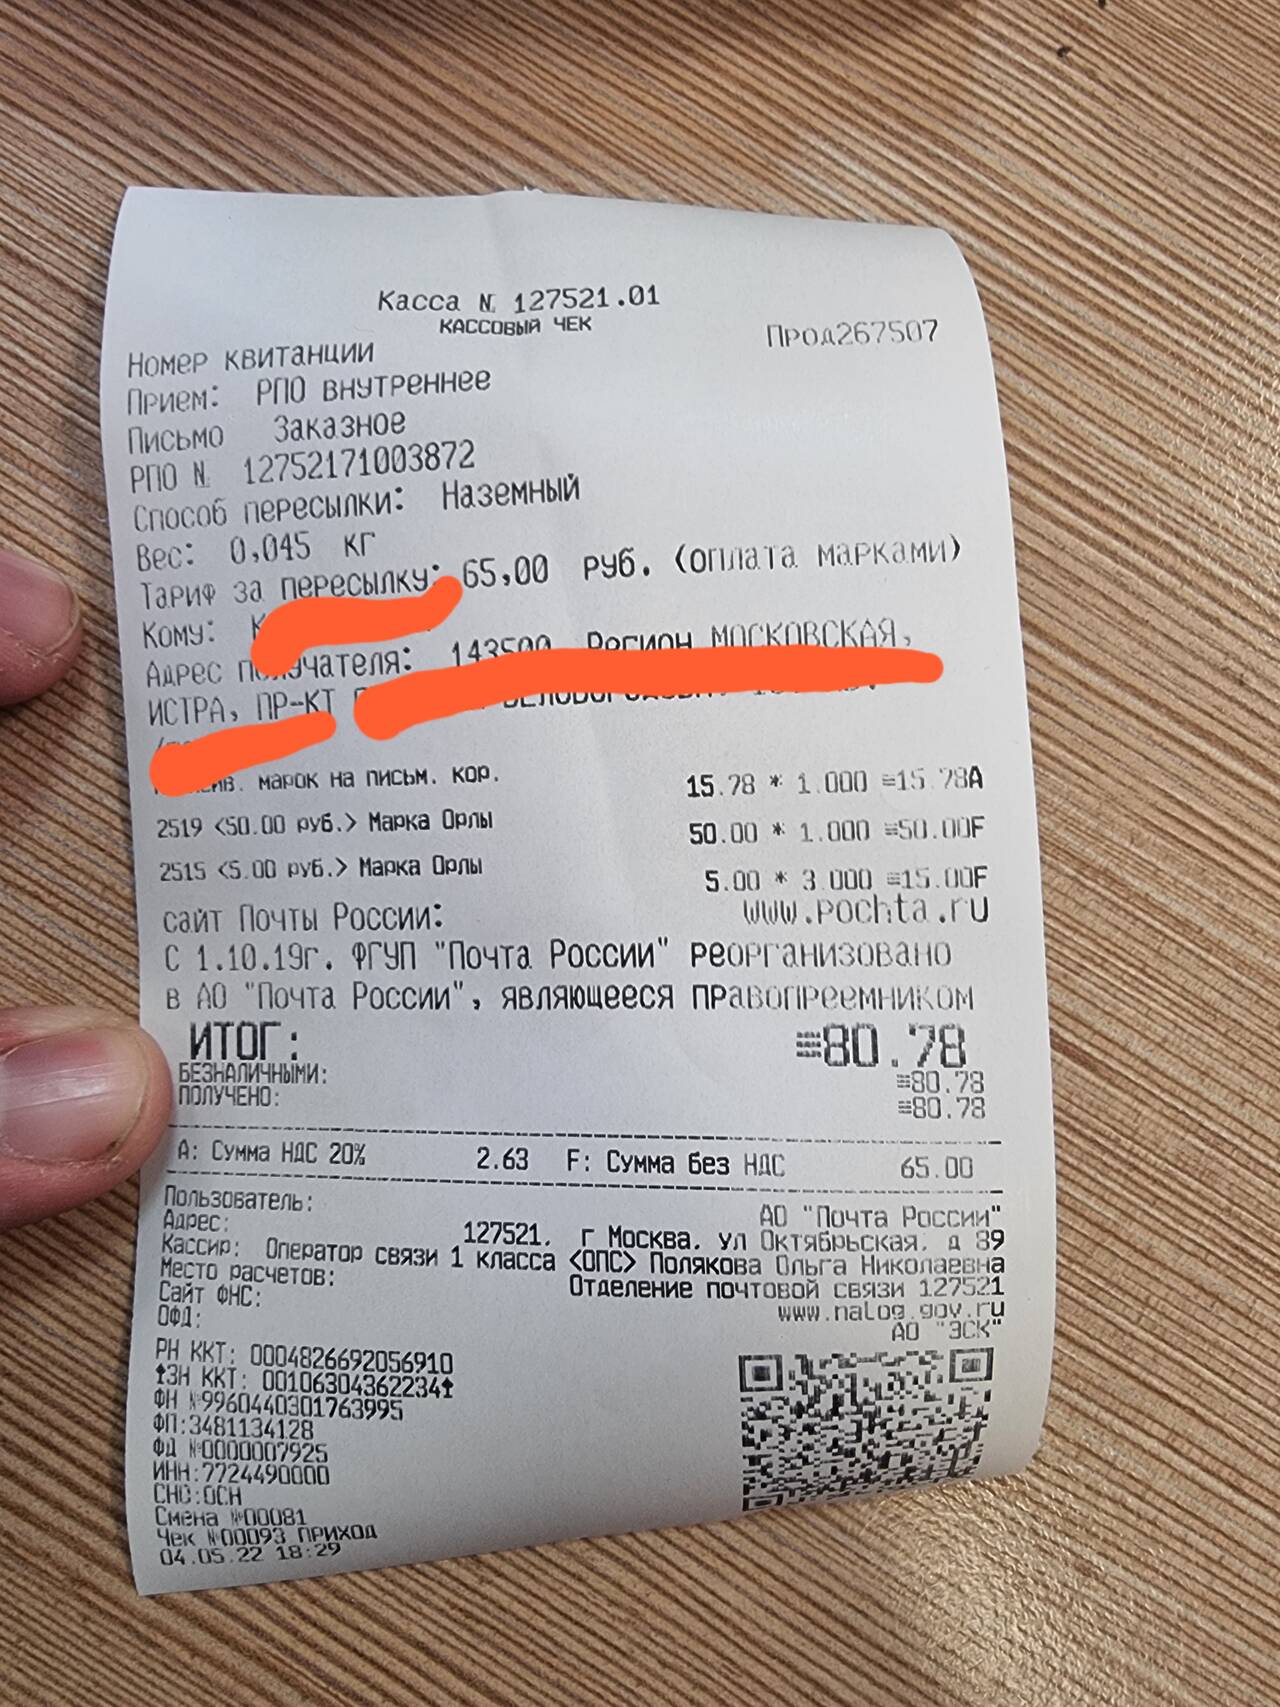 Касса № 127521.01
КАССОВЫЙ ЧЕК
Номер квитанции Прод267507
Прием: РПО внутреннее
Письмо Заказное
РПО № 12752171003872
Способ пересылки: Наземный
Вес: 0,045 кг
Тариф за пересылку: 65,00 руб. (оплата марками)
Кому:
Адрес получателя: 143500, Регион МОСКОВСКАЯ,
ИСТРА, ПР-КТ
марок на письм. кор. 15.78 * 1.000 ≡15.78А
2519 <50.00 руб.> Марка Орлы 50.00 * 1.000 ≡50.00F
2515 <5.00 руб.> Марка Орлы 5.00 * 3.000 ≡15.00F
сайт Почты России: www.pochta.ru
С 1.10.19г. ФГУП "Почта России" реорганизовано
в АО "Почта России", являющееся правопреемником
ИТОГ: ≡80.78
БЕЗНАЛИЧНЫМИ: ≡80.78
ПОЛУЧЕНО: ≡80.78
А: Сумма НДС 20% 2.63 F: Сумма без НДС 65.00
Пользователь: АО "Почта России"
Адрес: 127521, г Москва, ул Октябрьская, д 89
Кассир: Оператор связи 1 класса <ОПС> Полякова Ольга Николаевна
Место расчетов: Отделение почтовой связи 127521
Сайт ФНС: www.nalog.gov.ru
ОФД: АО "ЭСК"
РН ККТ: 0004826692056910
↑ЗН ККТ: 00106304362234↑
ФН №9960440301763995
ФП:3481134128
ФД №0000007925
ИНН:7724490000
СНО:ОСН
Смена №00081
Чек №00093 ПРИХОД
04.05.22 18:29